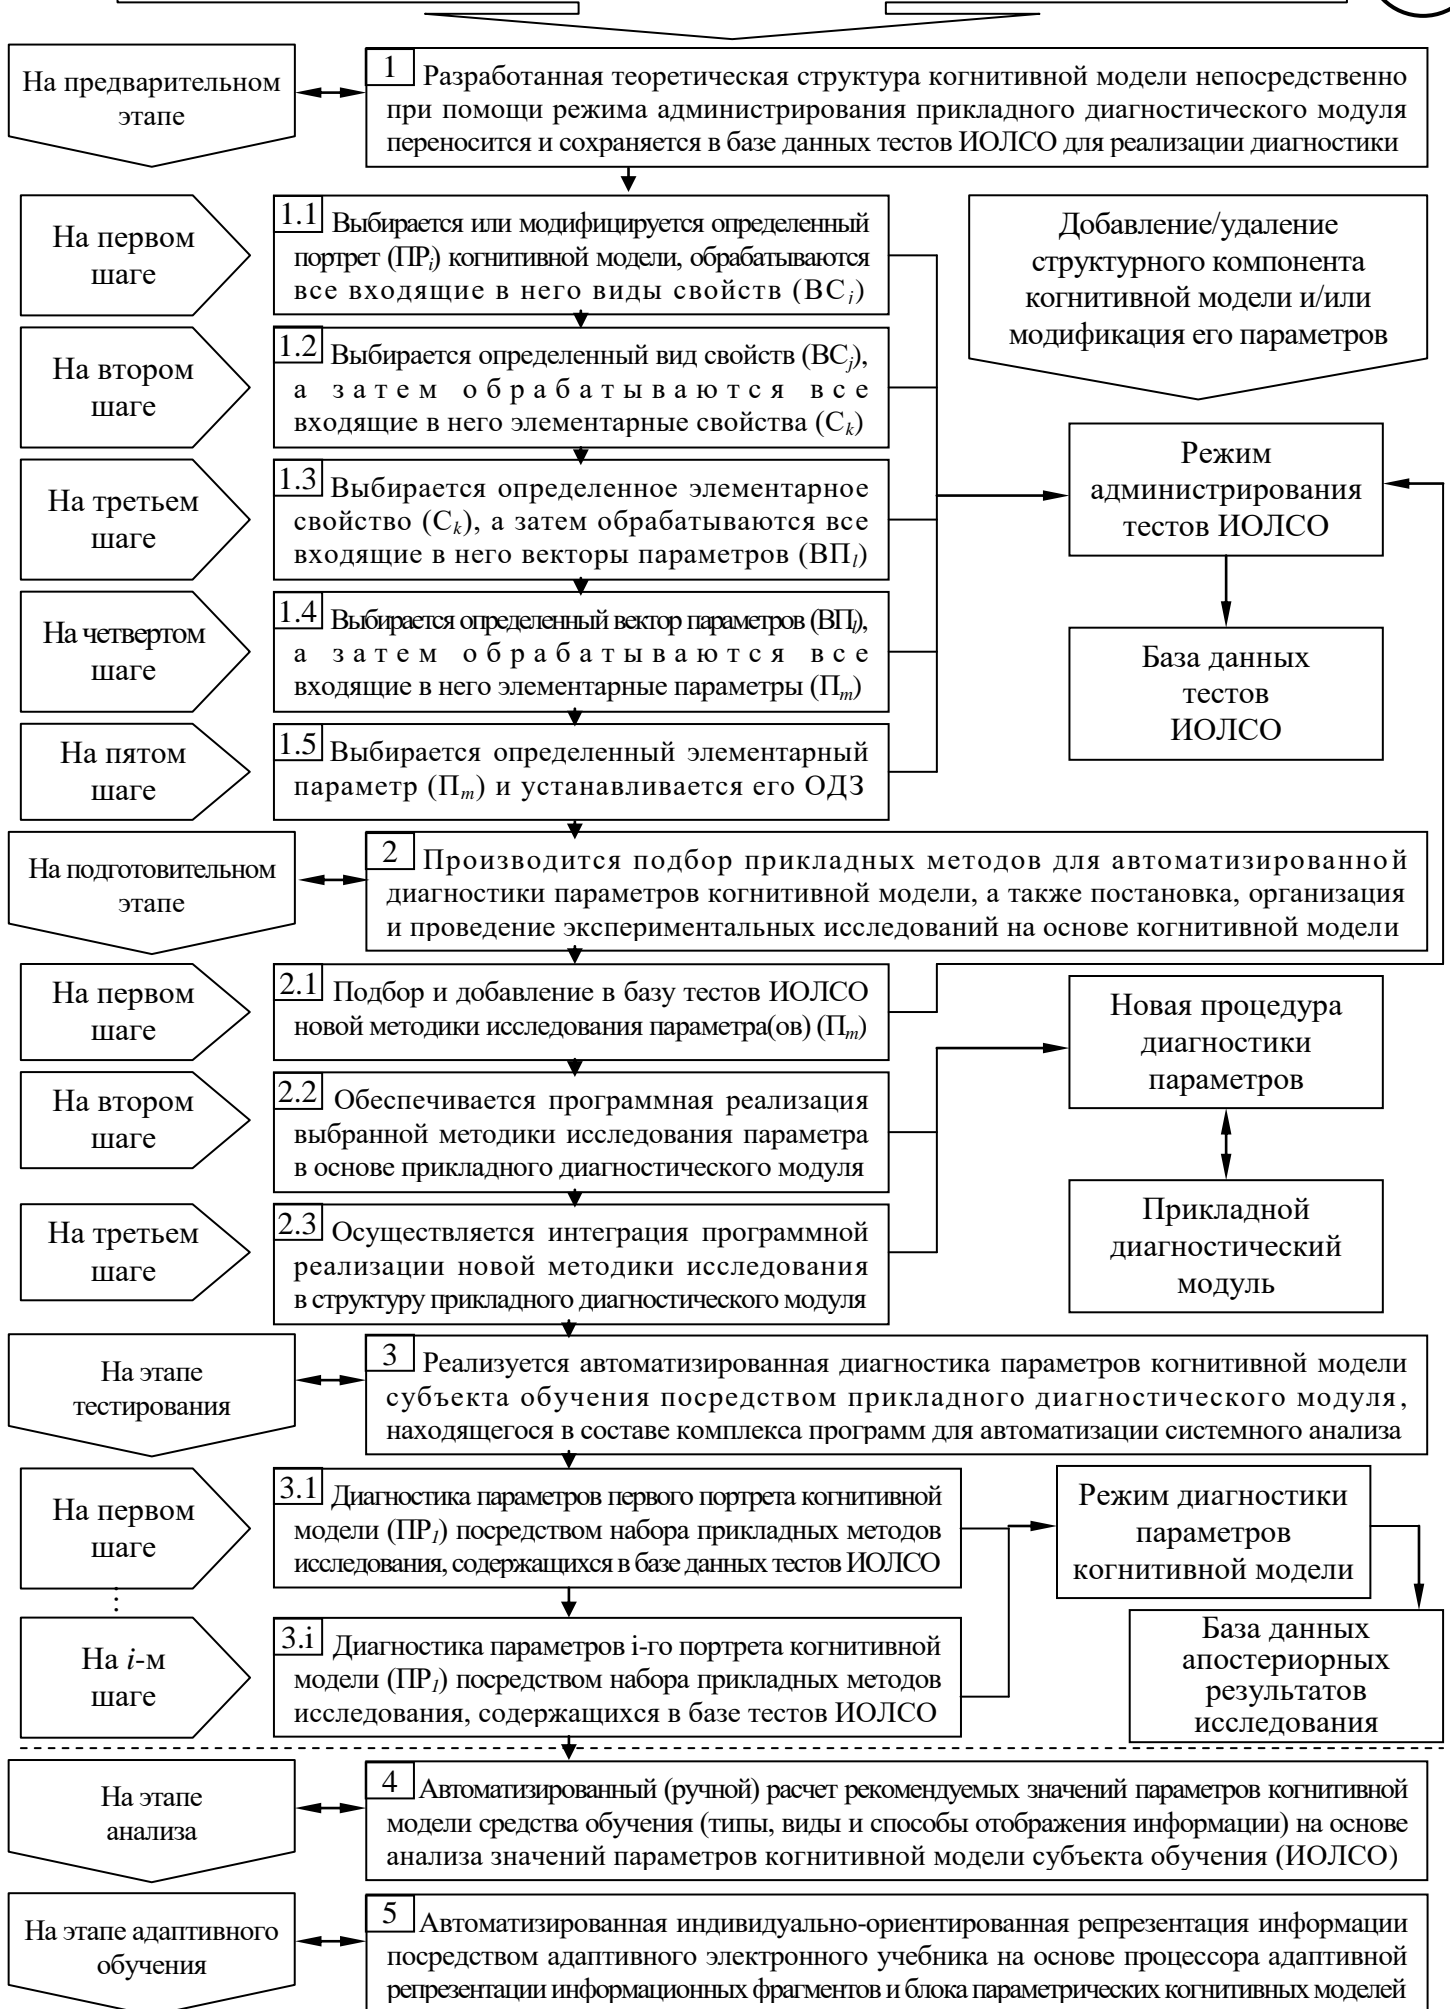 На предварительном
этапе
1
Разработанная теоретическая структура когнитивной модели непосредственно
при помощи режима администрирования прикладного диагностического модуля
переносится и сохраняется в базе данных тестов ИОЛСО для реализации диагностики
На первом
шаге
1.1 Выбирается или модифицируется определенный
портрет (ПРi) когнитивной модели, обрабатываются
все входящие в него виды свойств (ВСj)
Добавление/удаление
структурного компонента
когнитивной модели и/или
модификация его параметров
На втором
шаге
1.2 Выбирается определенный вид свойств (ВСj),
а затем обрабатываются все
входящие в него элементарные свойства (Сk)
Режим
администрирования
тестов ИОЛСО
На третьем
шаге
1.3 Выбирается определенное элементарное
свойство (Сk), а затем обрабатываются все
входящие в него векторы параметров (ВПl)
На четвертом
шаге
1.4 Выбирается определенный вектор параметров (ВПl),
а затем обрабатываются все
входящие в него элементарные параметры (Пm)
База данных
тестов
ИОЛСО
На пятом
шаге
1.5 Выбирается определенный элементарный
параметр (Пm) и устанавливается его ОДЗ
На подготовительном
этапе
2 Производится подбор прикладных методов для автоматизированной
диагностики параметров когнитивной модели, а также постановка, организация
и проведение экспериментальных исследований на основе когнитивной модели
На первом
шаге
2.1 Подбор и добавление в базу тестов ИОЛСО
новой методики исследования параметра(ов) (Пm)
Новая процедура
диагностики
параметров
На втором
шаге
2.2 Обеспечивается программная реализация
выбранной методики исследования параметра
в основе прикладного диагностического модуля
На третьем
шаге
2.3 Осуществляется интеграция программной
реализации новой методики исследования
в структуру прикладного диагностического модуля
Прикладной
диагностический
модуль
На этапе
тестирования
3 Реализуется автоматизированная диагностика параметров когнитивной модели
субъекта обучения посредством прикладного диагностического модуля,
находящегося в составе комплекса программ для автоматизации системного анализа
На первом
шаге
3.1 Диагностика параметров первого портрета когнитивной
модели (ПР1) посредством набора прикладных методов
исследования, содержащихся в базе данных тестов ИОЛСО
Режим диагностики
параметров
когнитивной модели
...
На i-м
шаге
3.i Диагностика параметров i-го портрета когнитивной
модели (ПР1) посредством набора прикладных методов
исследования, содержащихся в базе тестов ИОЛСО
База данных
апостериорных
результатов
исследования
На этапе
анализа
4 Автоматизированный (ручной) расчет рекомендуемых значений параметров когнитивной
модели средства обучения (типы, виды и способы отображения информации) на основе
анализа значений параметров когнитивной модели субъекта обучения (ИОЛСО)
На этапе адаптивного
обучения
5 Автоматизированная индивидуально-ориентированная репрезентация информации
посредством адаптивного электронного учебника на основе процессора адаптивной
репрезентации информационных фрагментов и блока параметрических когнитивных моделей